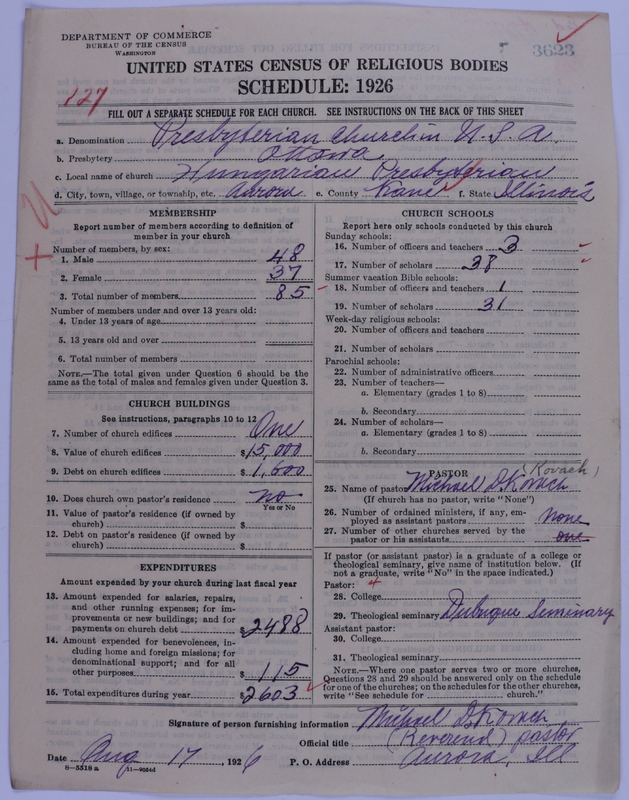 DEPARTMENT OF COMMERCE
BUREAU OF THE CENSUS
WASHINGTON
3623
UNITED STATES CENSUS OF RELIGIOUS BODIES
SCHEDULE: 1926
127
FILL OUT A SEPARATE SCHEDULE FOR EACH CHURCH. SEE INSTRUCTIONS ON THE BACK OF THIS SHEET
a. Denomination Presbyterian Church in U. S. A.
b. Presbytery Ottawa
c. Local name of church Hungarian Presbyterian
d. City, town, village, or township, etc. Aurora e. County Kane f. State Illinois
MEMBERSHIP
Report number of members according to definition of
member in your church
Number of members, by sex:
1. Male 48
2. Female 37
3. Total number of members 85
Number of members under and over 13 years old:
4. Under 13 years of age
5. 13 years old and over
6. Total number of members
NOTE.—The total given under Question 6 should be the
same as the total of males and females given under Question 3.
CHURCH BUILDINGS
See instructions, paragraphs 10 to 12
7. Number of church edifices One
8. Value of church edifices $15,000
9. Debt on church edifices $1,600
10. Does church own pastor's residence no
Yes or No
11. Value of pastor's residence (if owned by
church) $
12. Debt on pastor's residence (if owned by
church) $
EXPENDITURES
Amount expended by your church during last fiscal year
13. Amount expended for salaries, repairs,
and other running expenses; for im-
provements or new buildings; and for
payments on church debt $2488
14. Amount expended for benevolences, in-
cluding home and foreign missions; for
denominational support; and for all
other purposes $115
15. Total expenditures during year $2603
CHURCH SCHOOLS
Report here only schools conducted by this church
Sunday schools:
16. Number of officers and teachers 3
17. Number of scholars 38
Summer vacation Bible schools:
18. Number of officers and teachers 1
19. Number of scholars 31
Week-day religious schools:
20. Number of officers and teachers
21. Number of scholars
Parochial schools:
22. Number of administrative officers
23. Number of teachers—
a. Elementary (grades 1 to 8)
b. Secondary
24. Number of scholars—
a. Elementary (grades 1 to 8)
b. Secondary
PASTOR (Kovach)
25. Name of pastor Michael D Kovach
(If church has no pastor, write "None")
26. Number of ordained ministers, if any, em-
ployed as assistant pastors none
27. Number of other churches served by the
pastor or his assistants one
If pastor (or assistant pastor) is a graduate of a college or
theological seminary, give name of institution below. (If
not a graduate, write "No" in the space indicated.)
Pastor:
28. College
29. Theological seminary Dubuque Seminary
Assistant pastor:
30. College
31. Theological seminary
NOTE.—Where one pastor serves two or more churches,
Questions 28 and 29 should be answered only on the schedule
for one of the churches; on the schedules for the other churches,
write "See schedule for church."
Signature of person furnishing information Michael D Kovach
Official title (Reverend) pastor
Date Aug 17, 1926 P. O. Address Aurora, Ill
8—5518a